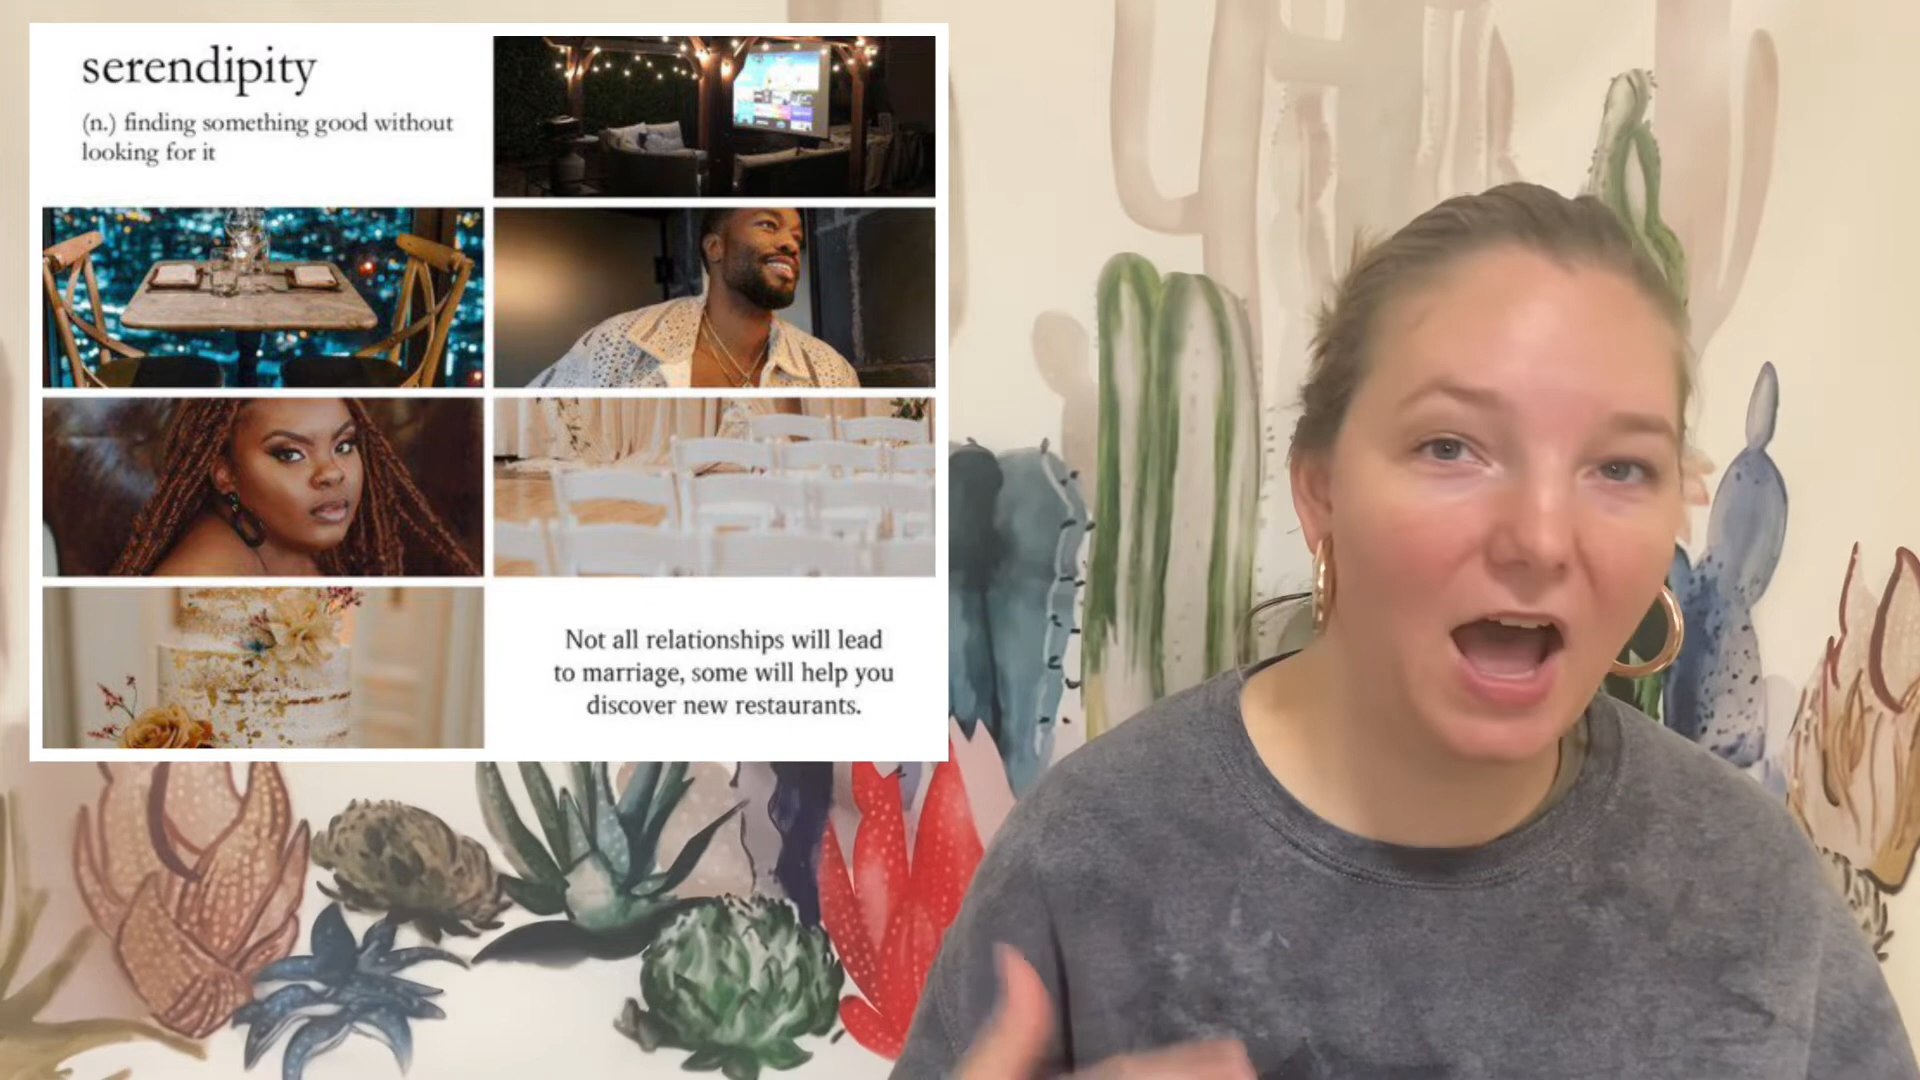 serendipity
(n.) finding something good without
looking for it
Not all relationships will lead
to marriage, some will help you
discover new restaurants.